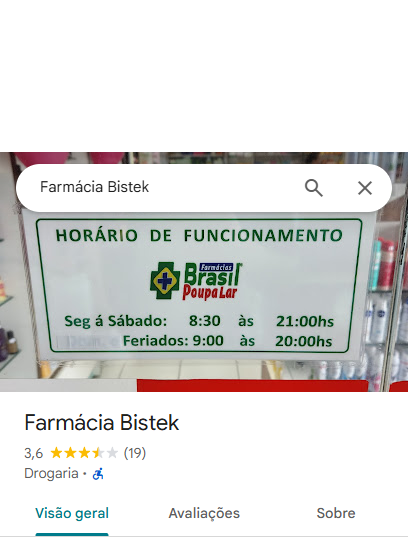 Farmácia Bistek
HORÁRIO DE FUNCIONAMENTO
Farmácias
Brasil
Poupa Lar
Seg á Sábado: 8:30 às 21:00hs
Dom. e Feriados: 9:00 às 20:00hs
Farmácia Bistek
3,6 (19)
Drogaria ·
Visão geral Avaliações Sobre